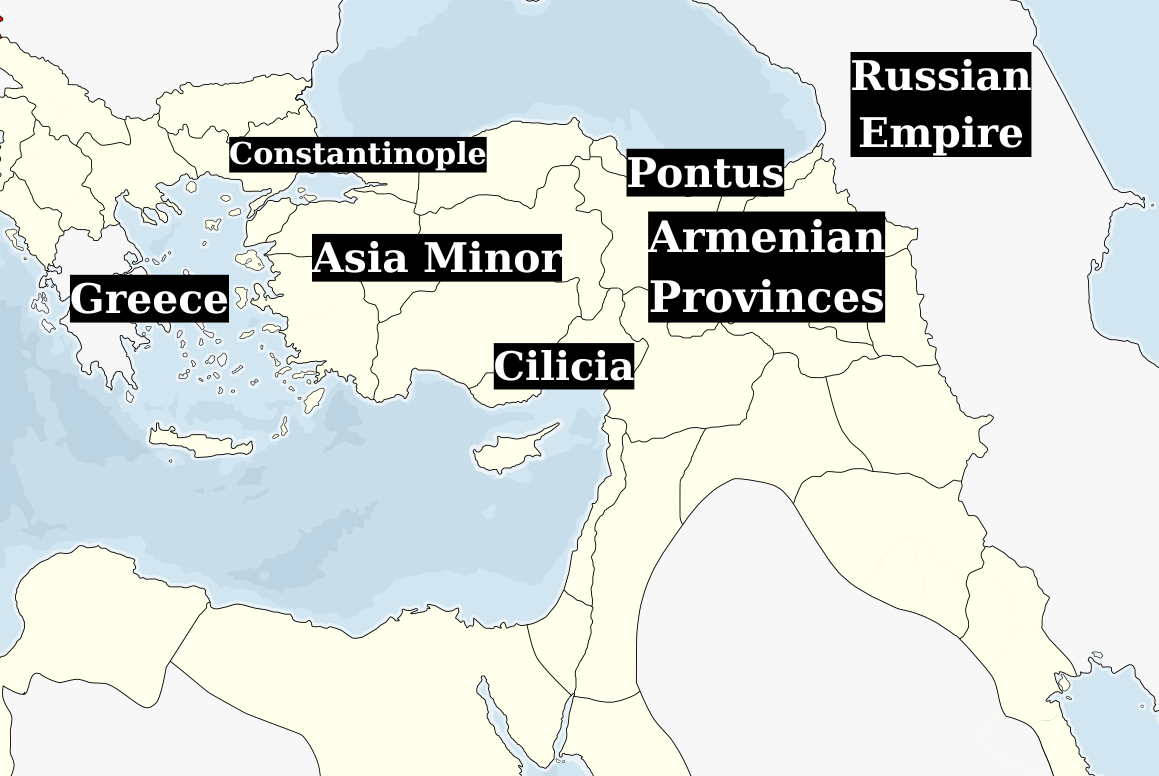 Russian
Empire
Constantinople
Pontus
Armenian
Provinces
Asia Minor
Greece
Cilicia